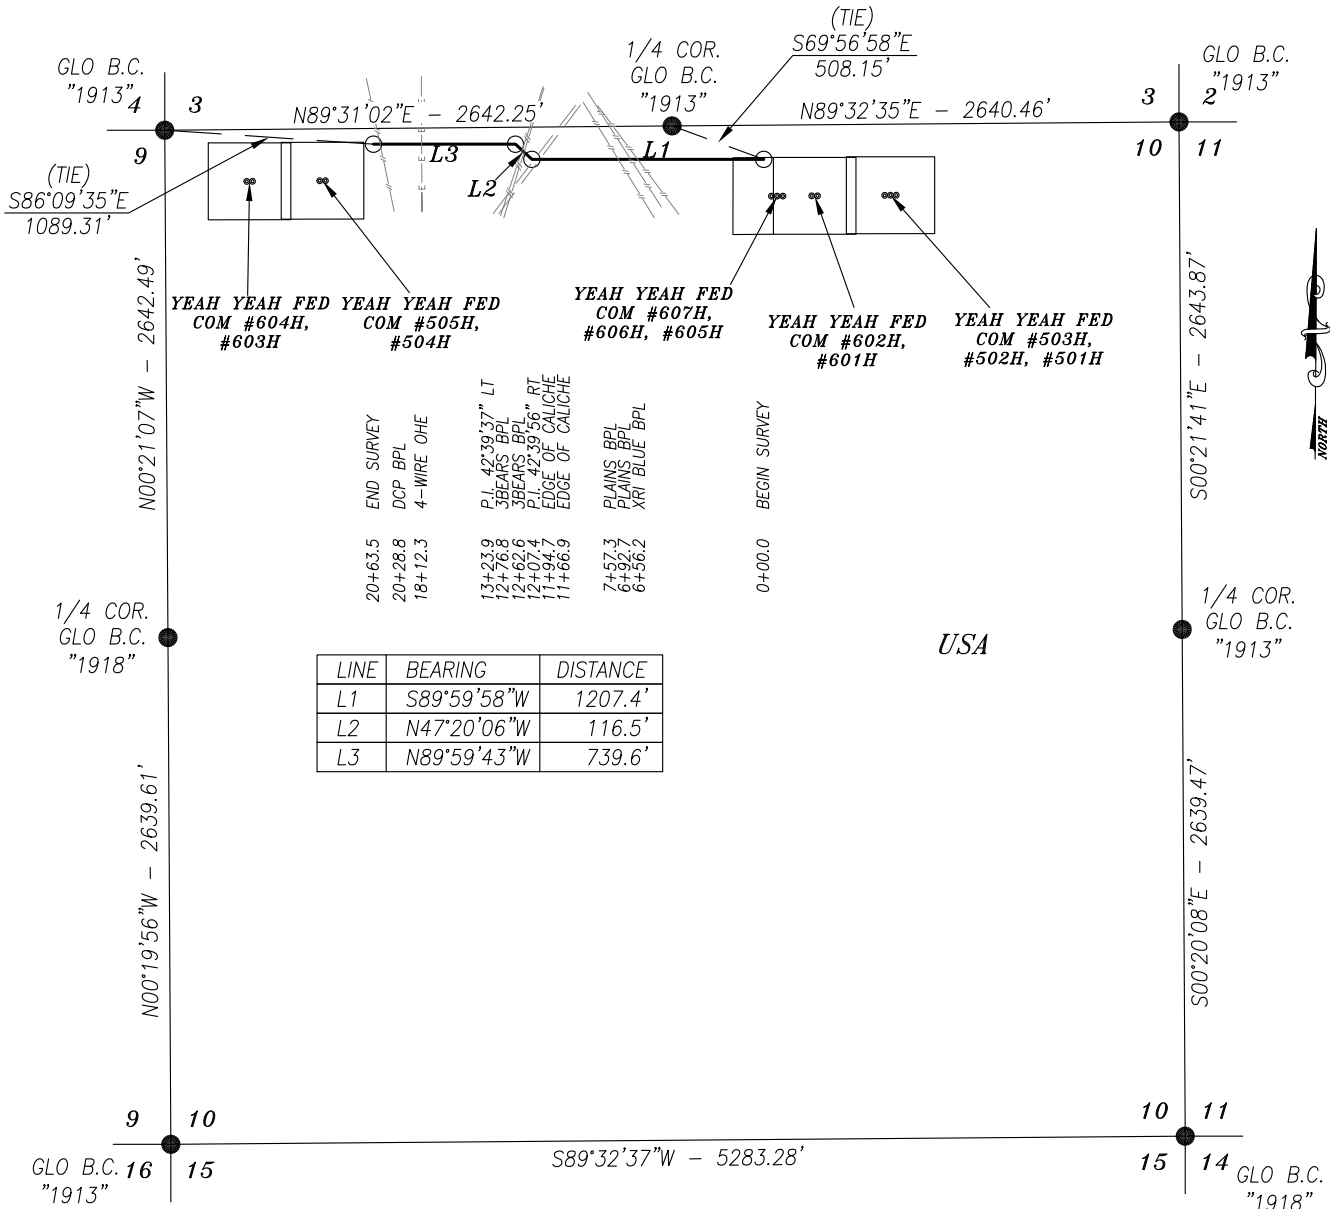 (TIE)
S69°56'58"E
508.15'
1/4 COR.
GLO B.C.
"1913"
GLO B.C.
"1913"
GLO B.C.
"1913"
4
3
9
3
2
10
11
N89°31'02"E - 2642.25'
N89°32'35"E - 2640.46'
(TIE)
S86°09'35"E
1089.31'
L3
L2
L1
E
E
E
E
YEAH YEAH FED
COM #604H,
#603H
YEAH YEAH FED
COM #505H,
#504H
YEAH YEAH FED
COM #607H,
#606H, #605H
YEAH YEAH FED
COM #602H,
#601H
YEAH YEAH FED
COM #503H,
#502H, #501H
NORTH
N00°21'07"W - 2642.49'
S00°21'41"E - 2643.87'
20+63.5 END SURVEY
20+28.8 DCP BPL
18+12.3 4-WIRE OHE
13+23.9 P.I. 42°39'37" LT
12+76.8 3BEARS BPL
12+62.6 3BEARS BPL
12+07.4 P.I. 42°39'56" RT
11+94.7 EDGE OF CALICHE
11+66.9 EDGE OF CALICHE
7+57.3 PLAINS BPL
6+92.7 PLAINS BPL
6+56.2 XRI BLUE BPL
0+00.0 BEGIN SURVEY
1/4 COR.
GLO B.C.
"1918"
1/4 COR.
GLO B.C.
"1913"
USA
LINE BEARING DISTANCE
L1 S89°59'58"W 1207.4'
L2 N47°20'06"W 116.5'
L3 N89°59'43"W 739.6'
N00°19'56"W - 2639.61'
S00°20'08"E - 2639.47'
9
10
16
15
10
11
15
14
S89°32'37"W - 5283.28'
GLO B.C.
"1913"
GLO B.C.
"1918"